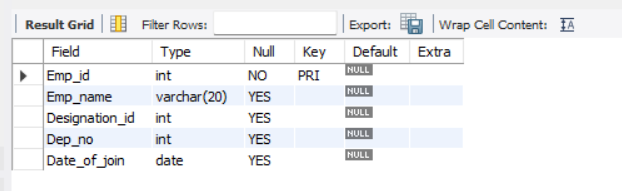 Result Grid Filter Rows: Export: Wrap Cell Content: IA
Field Type Null Key Default Extra
Emp_id int NO PRI NULL
Emp_name varchar(20) YES NULL
Designation_id int YES NULL
Dep_no int YES NULL
Date_of_join date YES NULL